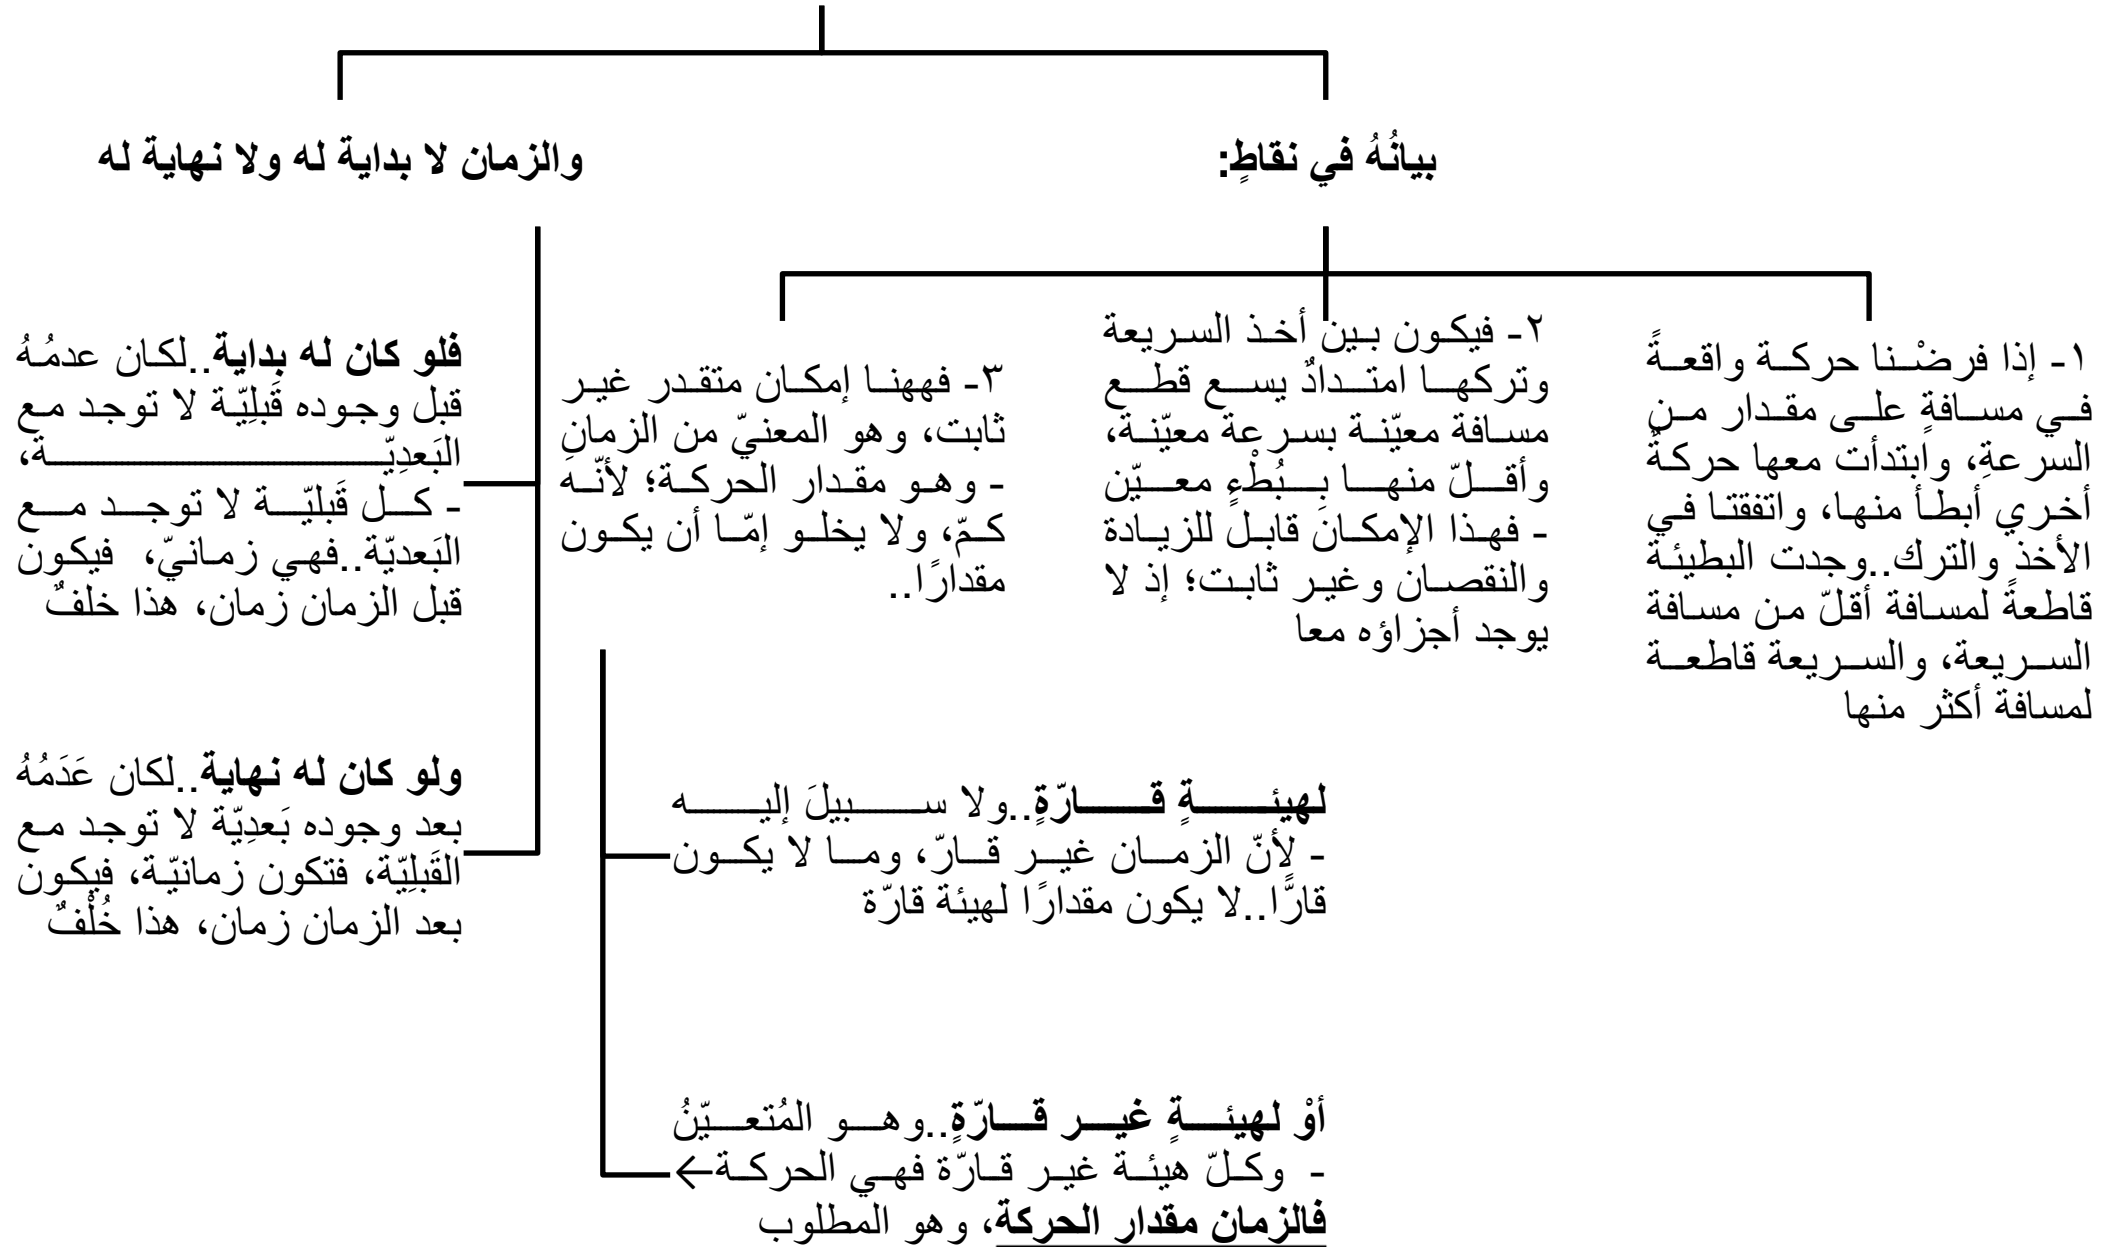 بيانُهُ في نقاطٍ:
١- إذا فرضْنا حركة واقعةً
في مسافةٍ على مقدار من
السرعةِ، وابتدأت معها حركةٌ
أخري أبطأ منها، واتفقتا في
الأخذ والترك..وجدت البطيئة
قاطعةً لمسافة أقلّ من مسافة
السريعة، والسريعة قاطعة
لمسافة أكثر منها
٢- فيكون بين أخذ السريعة
وتركها امتدادٌ يسع قطع
مسافة معيّنة بسرعة معيّنة،
وأقلّ منها بِبُطْءٍ معيّن
- فهذا الإمكان قابلٌ للزيادة
والنقصان وغير ثابت؛ إذ لا
يوجد أجزاؤه معا
٣- فههنا إمكان متقدر غير
ثابت، وهو المعنيّ من الزمان
- وهو مقدار الحركة؛ لأنّه
كمّ، ولا يخلو إمّا أن يكون
مقدارًا..
لهيئةٍ قارّةٍ..ولا سبيلَ إليه
- لأنّ الزمان غير قارّ، وما لا يكون
قارًّا..لا يكون مقدارًا لهيئة قارّة
أوْ لهيئةٍ غير قارّةٍ..وهو المُتعيّنُ
- وكلّ هيئة غير قارّة فهي الحركة←
فالزمان مقدار الحركة، وهو المطلوب
والزمان لا بداية له ولا نهاية له
فلو كان له بداية..لكان عدمُهُ
قبل وجوده قَبلِيّة لا توجد مع
البَعدِيّة،
- كل قَبليّة لا توجد مع
البَعديّة..فهي زمانيّ، فيكون
قبل الزمان زمان، هذا خلفٌ
ولو كان له نهاية..لكان عَدَمُهُ
بعد وجوده بَعدِيّة لا توجد مع
القَبلِيّة، فتكون زمانيّة، فيكون
بعد الزمان زمان، هذا خُلْفٌ